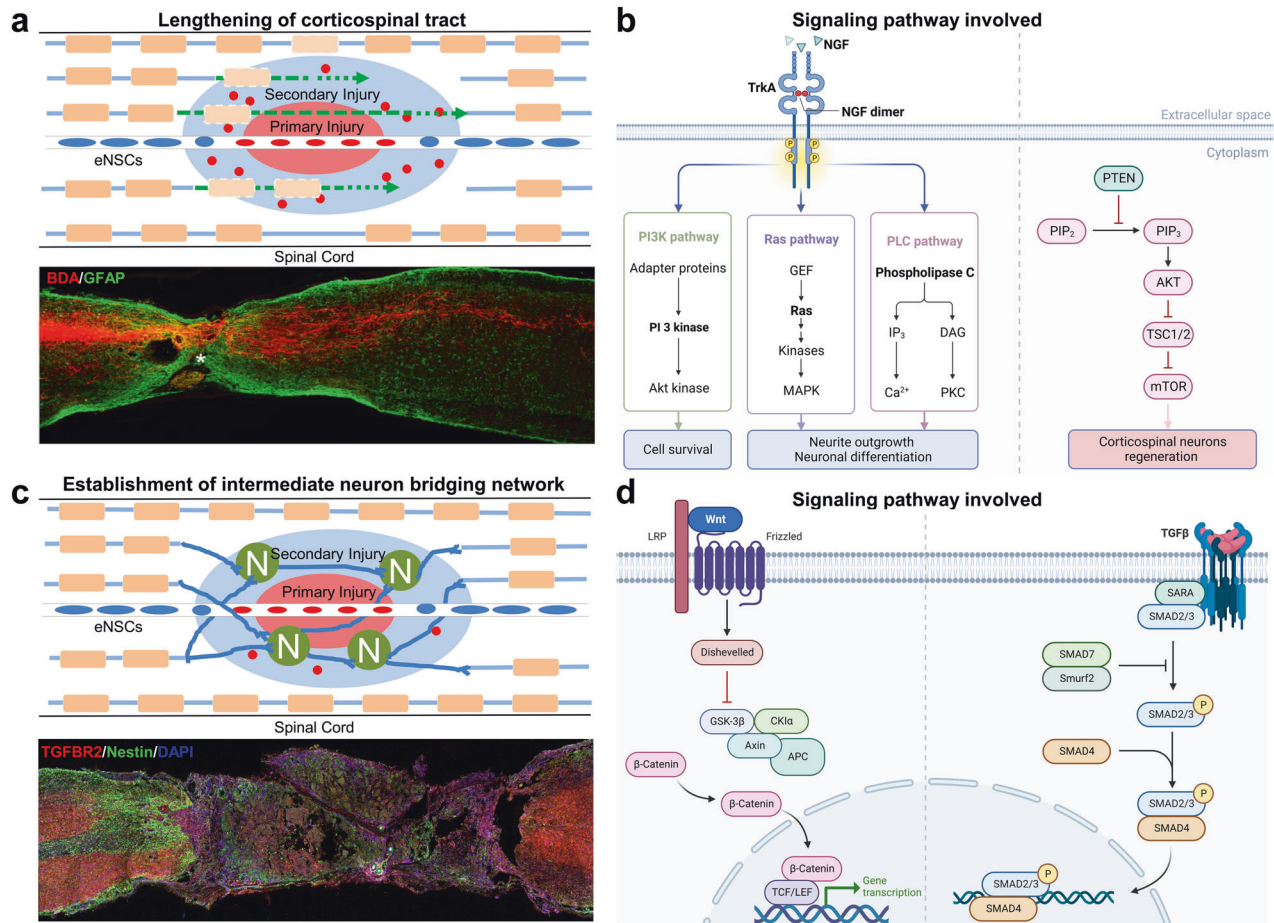 a
Lengthening of corticospinal tract
Secondary Injury
Primary Injury
eNSCs
Spinal Cord
BDA/GFAP
*
b
Signaling pathway involved
NGF
TrkA
NGF dimer
Extracellular space
Cytoplasm
P P
P P
PI3K pathway
Adapter proteins
PI 3 kinase
Akt kinase
Cell survival
Ras pathway
GEF
Ras
Kinases
MAPK
PLC pathway
Phospholipase C
IP₃ DAG
Ca²⁺ PKC
Neurite outgrowth
Neuronal differentiation
PTEN
PIP₂ PIP₃
AKT
TSC1/2
mTOR
Corticospinal neurons
regeneration
c
Establishment of intermediate neuron bridging network
N N
Secondary Injury
Primary Injury
eNSCs
N N
Spinal Cord
TGFBR2/Nestin/DAPI
d
Signaling pathway involved
Wnt
LRP
Frizzled
Dishevelled
GSK-3β CKIα
Axin
APC
β-Catenin
β-Catenin
β-Catenin
TCF/LEF
Gene
transcription
TGFβ
SARA
SMAD2/3
SMAD7
Smurf2
P
SMAD2/3
SMAD4
P
SMAD2/3
SMAD4
P
SMAD2/3
SMAD4